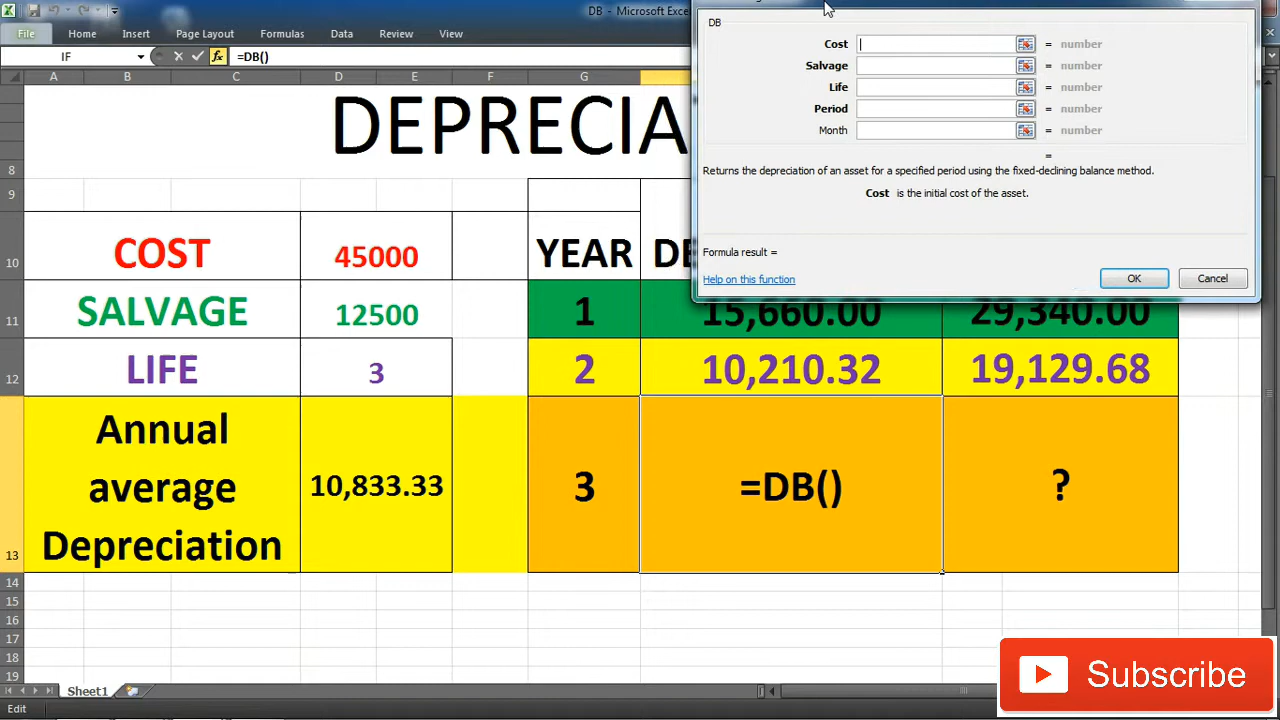 DB - Microsoft Exce
File Home Insert Page Layout Formulas Data Review View
IF fx =DB()
A B C D E F G
DEPRECIA
8
9
10
11
12
13
14
15
16
17
18
19
COST 45000
SALVAGE 12500
LIFE 3
Annual
average
Depreciation
10,833.33
YEAR DE
1 15,660.00 29,340.00
2 10,210.32 19,129.68
3 =DB() ?
DB
Cost = number
Salvage = number
Life = number
Period = number
Month = number
=
Returns the depreciation of an asset for a specified period using the fixed-declining balance method.
Cost is the initial cost of the asset.
Formula result =
Help on this function OK Cancel
Sheet1
Edit
Subscribe